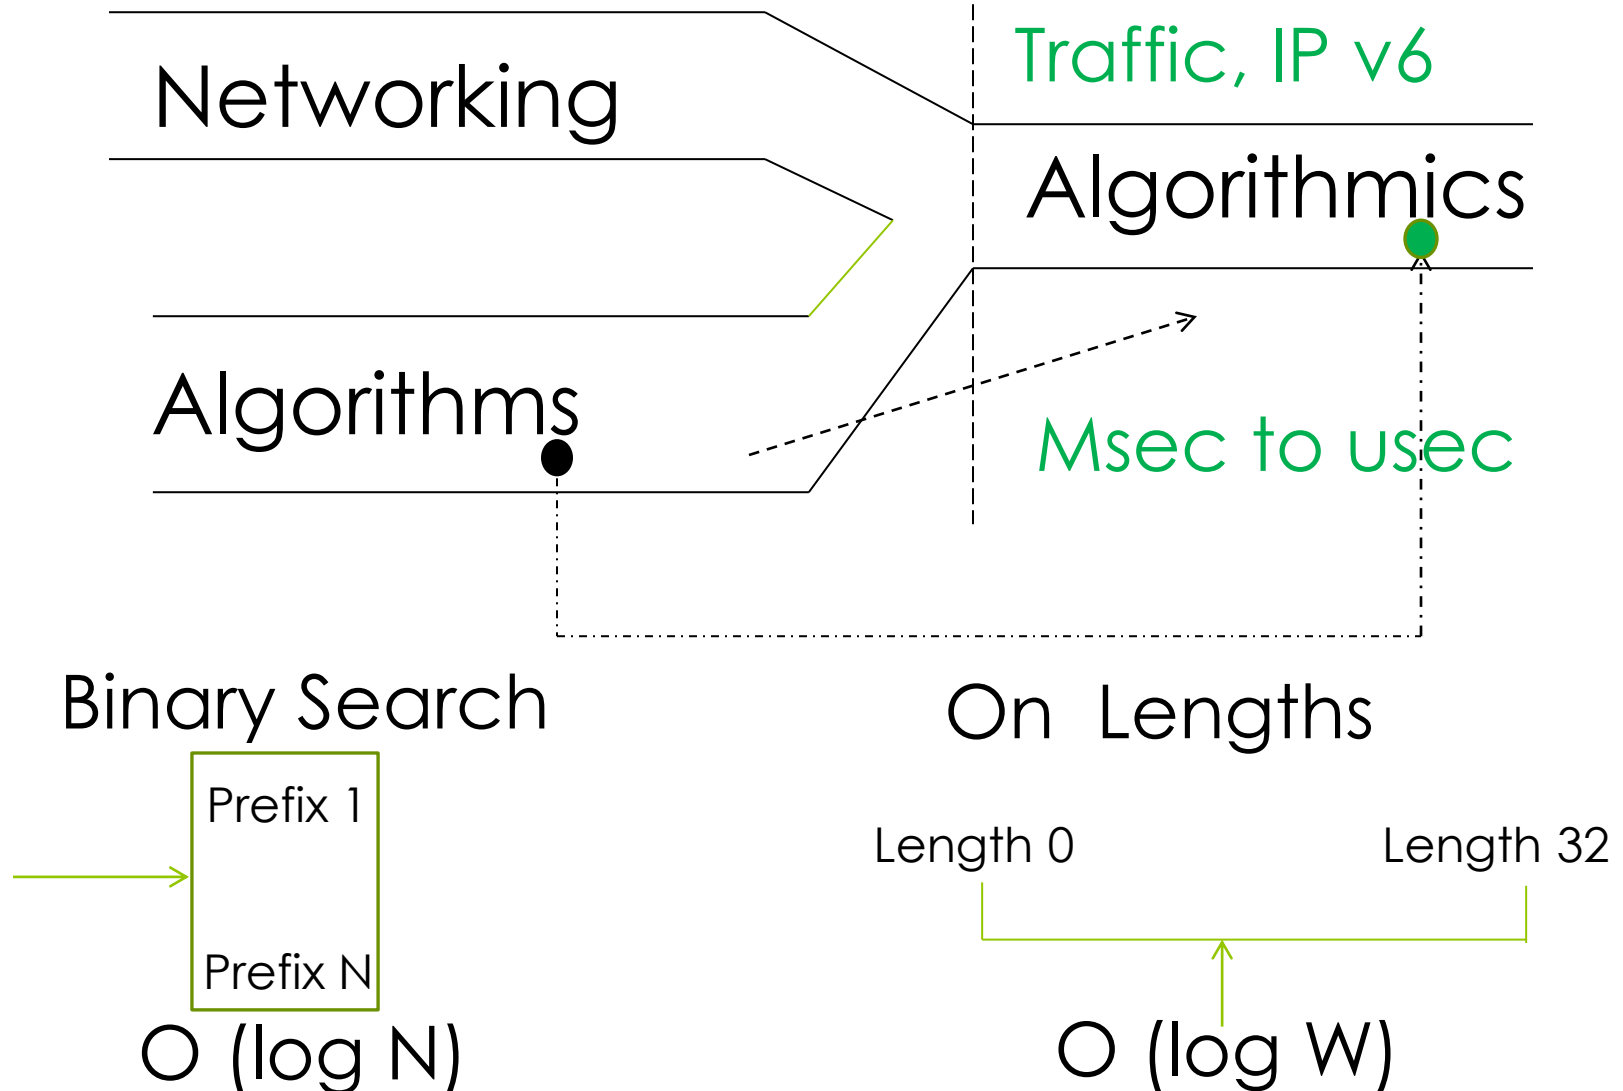 Traffic, IP v6
Networking
Algorithmics
Algorithms
Msec to usec
Binary Search
On Lengths
Prefix 1
Length 0
Length 32
Prefix N
O (log N)
O (log W)